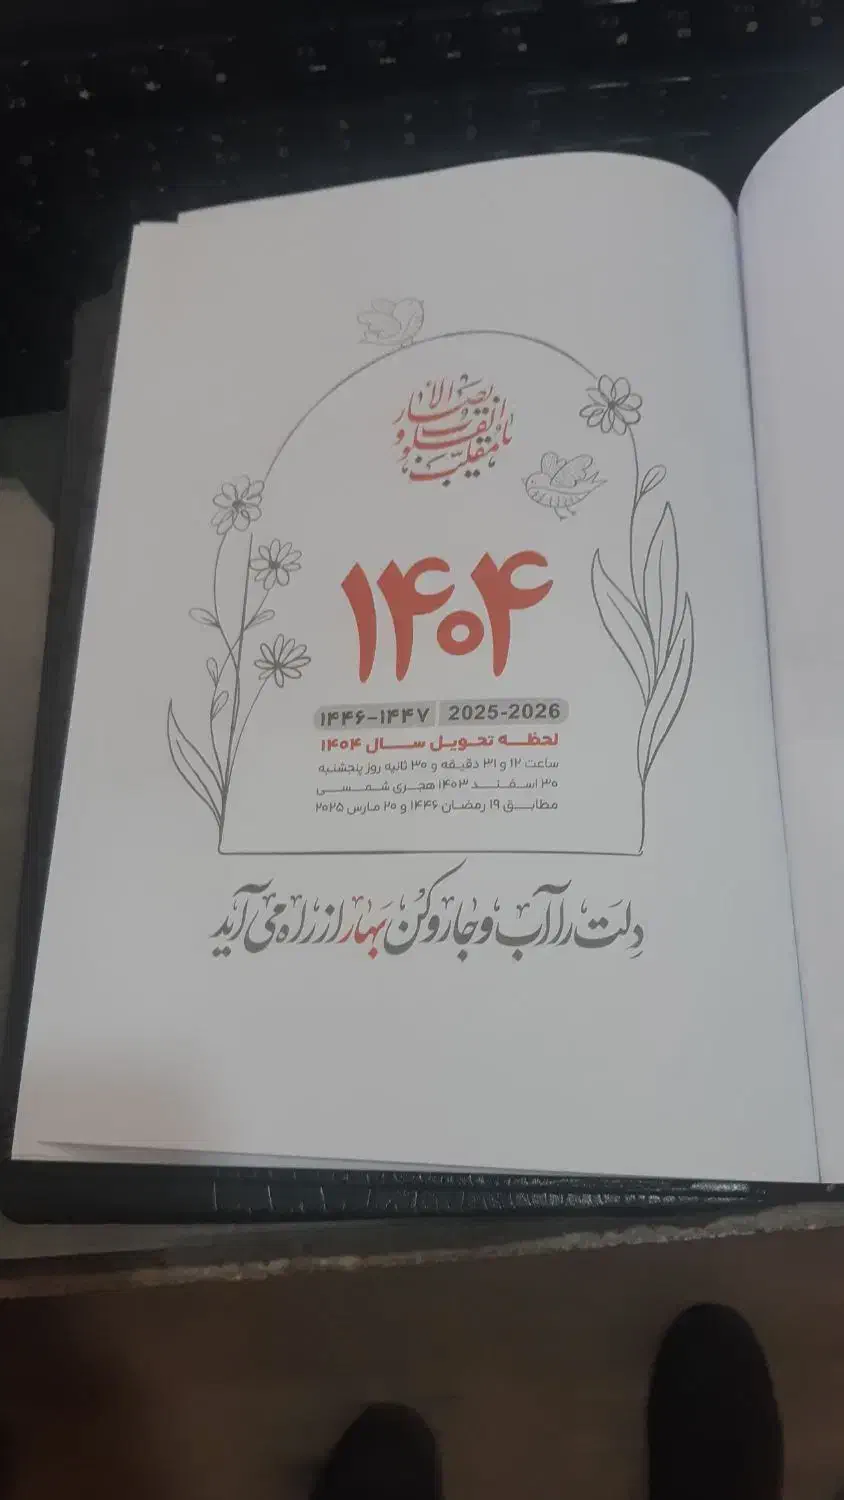 یا مقلب القلوب و الابصار
۱۴۰۴
۱۴۴۶-۱۴۴۷ 2025-2026
لحظه تحویل سال ۱۴۰۴
ساعت ۱۲ و ۳۱ دقیقه و ۳۰ ثانیه روز پنجشنبه
۳۰ اسفند ۱۴۰۳ هجری شمسی
مطابق ۱۹ رمضان ۱۴۴۶ و ۲۰ مارس ۲۰۲۵
دلت را آب و جارو کن بهار از راه می آید